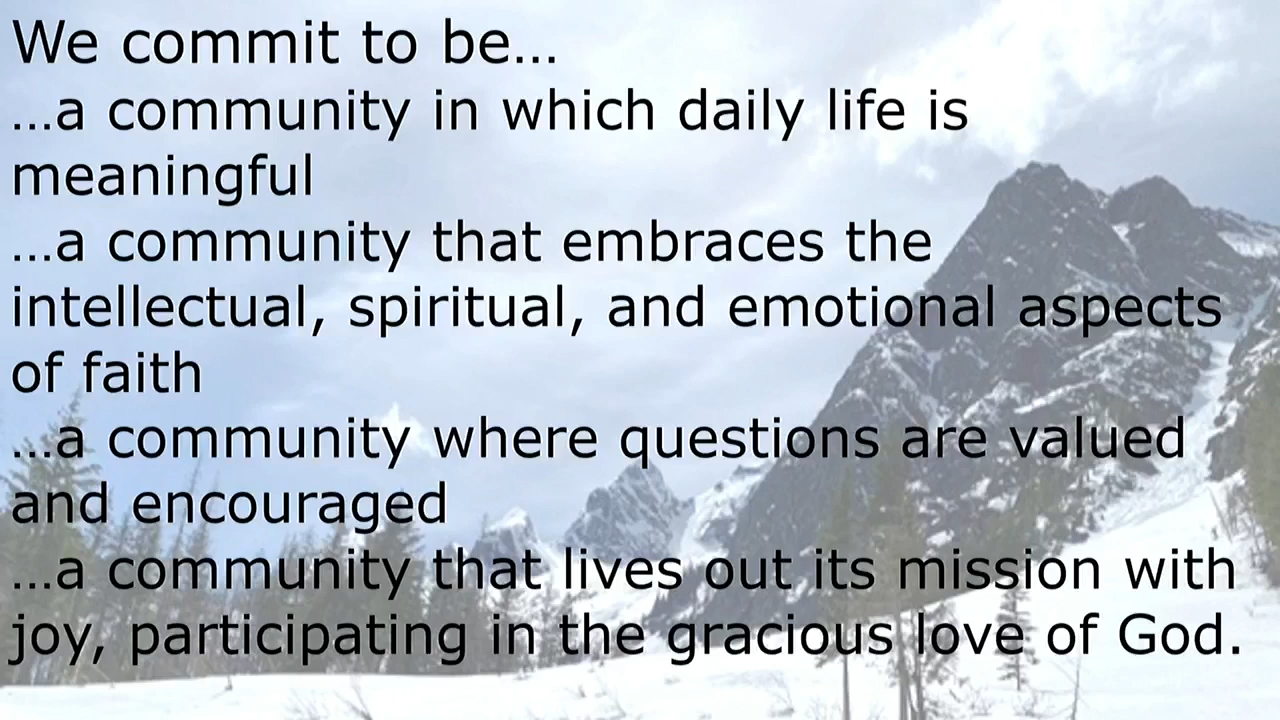 We commit to be…
…a community in which daily life is
meaningful
…a community that embraces the
intellectual, spiritual, and emotional aspects
of faith
…a community where questions are valued
and encouraged
…a community that lives out its mission with
joy, participating in the gracious love of God.